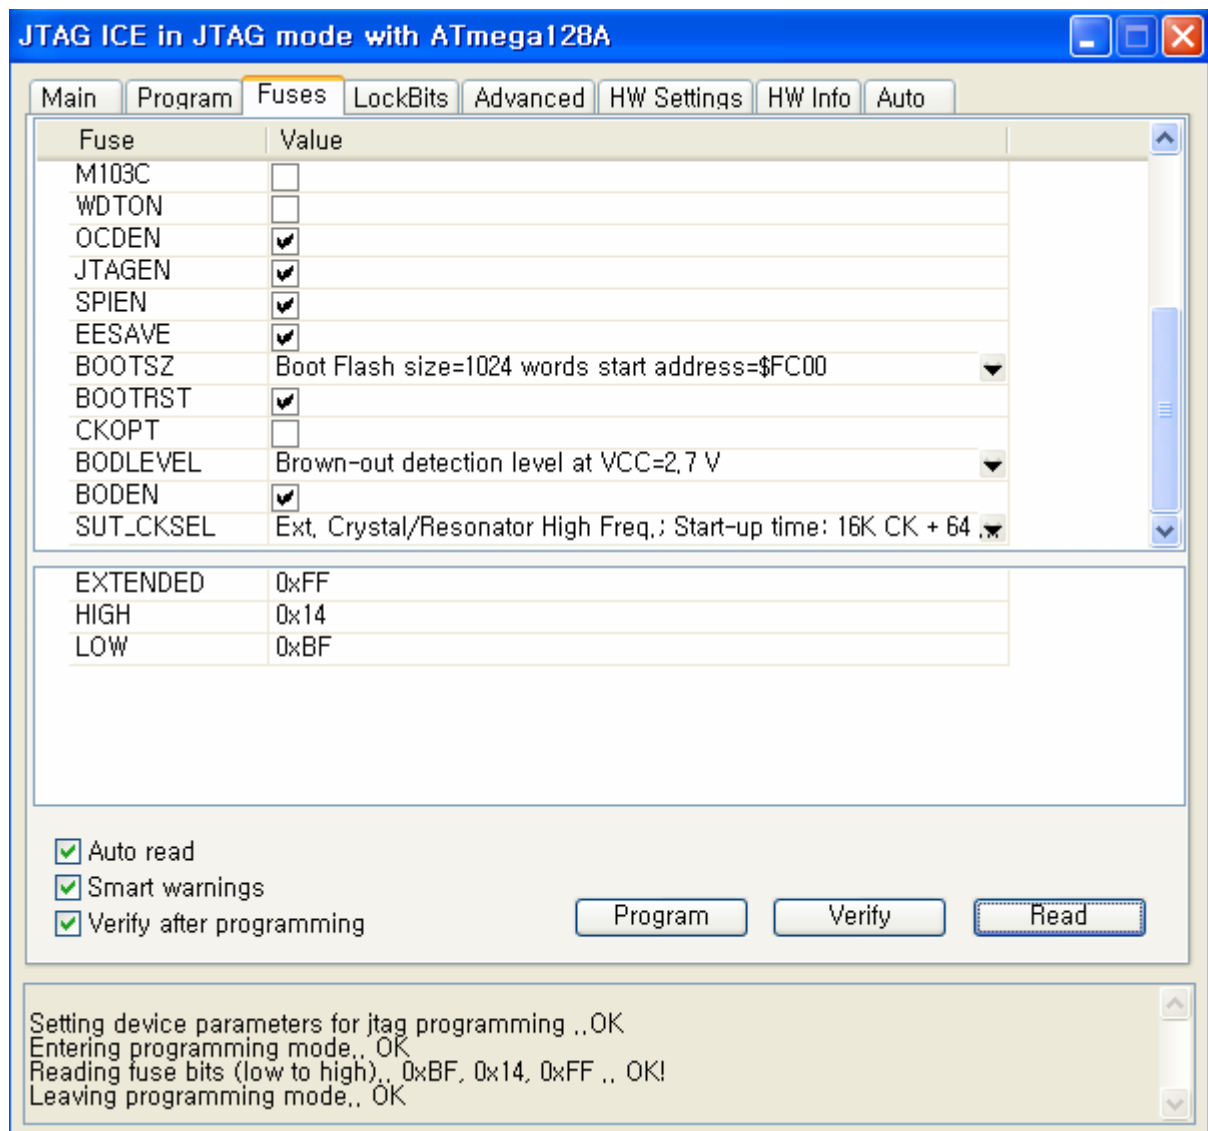 JTAG ICE in JTAG mode with ATmega128A
Main Program Fuses LockBits Advanced HW Settings HW Info Auto
Fuse Value
M103C
WDTON
OCDEN
JTAGEN
SPIEN
EESAVE
BOOTSZ Boot Flash size=1024 words start address=$FC00
BOOTRST
CKOPT
BODLEVEL Brown-out detection level at VCC=2,7 V
BODEN
SUT_CKSEL Ext, Crystal/Resonator High Freq,; Start-up time: 16K CK + 64
EXTENDED 0xFF
HIGH 0x14
LOW 0xBF
Auto read
Smart warnings
Verify after programming
Program Verify Read
Setting device parameters for jtag programming ,,OK
Entering programming mode,, OK
Reading fuse bits (low to high),, 0xBF, 0x14, 0xFF ,, OK!
Leaving programming mode,, OK